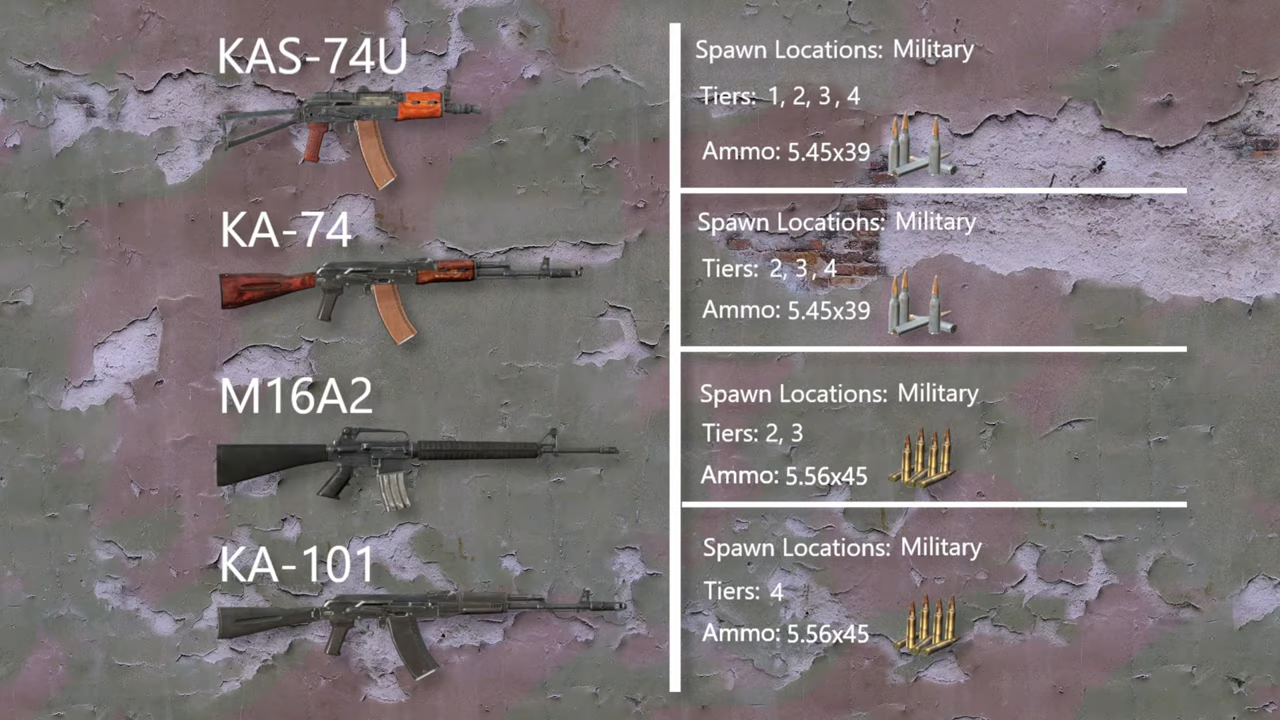 KAS-74U
Spawn Locations: Military
Tiers: 1, 2, 3, 4
Ammo: 5.45x39
KA-74
Spawn Locations: Military
Tiers: 2, 3, 4
Ammo: 5.45x39
M16A2
Spawn Locations: Military
Tiers: 2, 3
Ammo: 5.56x45
KA-101
Spawn Locations: Military
Tiers: 4
Ammo: 5.56x45